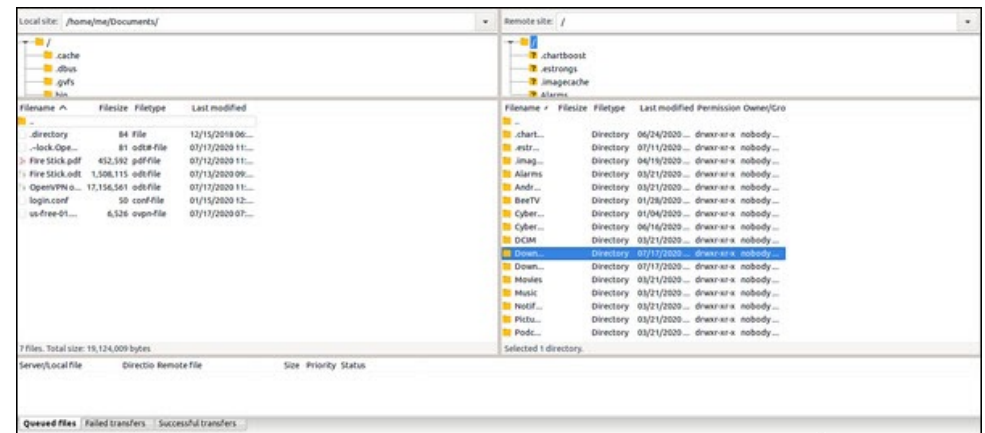 Local site: /home/me/Documents/
/
.cache
.dbus
.gvfs
bin
Filename Filesize Filetype Last modified
..
.directory 84 File 12/15/2018 06:...
.~lock.Ope... 81 odt#-file 07/17/2020 11:...
Fire Stick.pdf 452,592 pdf-file 07/12/2020 11:...
Fire Stick.odt 1,508,115 odt-file 07/13/2020 09:...
OpenVPN o... 17,156,561 odt-file 07/17/2020 11:...
login.conf 50 conf-file 01/15/2020 12:...
us-free-01.... 6,526 ovpn-file 07/17/2020 07:...
7 files. Total size: 19,124,009 bytes
Remote site: /
/
.chartboost
.estrongs
.imagecache
Alarms
Filename Filesize Filetype Last modified Permission Owner/Gro
..
.chart... Directory 06/24/2020 ... drwxr-xr-x nobody ...
.estr... Directory 07/11/2020 ... drwxr-xr-x nobody ...
.imag... Directory 04/19/2020 ... drwxr-xr-x nobody ...
Alarms Directory 03/21/2020 ... drwxr-xr-x nobody ...
Andr... Directory 03/21/2020 ... drwxr-xr-x nobody ...
BeeTV Directory 01/28/2020 ... drwxr-xr-x nobody ...
Cyber... Directory 01/04/2020 ... drwxr-xr-x nobody ...
Cyber... Directory 06/16/2020 ... drwxr-xr-x nobody ...
DCIM Directory 03/21/2020 ... drwxr-xr-x nobody ...
Down... Directory 07/17/2020 ... drwxr-xr-x nobody ...
Down... Directory 07/17/2020 ... drwxr-xr-x nobody ...
Movies Directory 03/21/2020 ... drwxr-xr-x nobody ...
Music Directory 03/21/2020 ... drwxr-xr-x nobody ...
Notif... Directory 03/21/2020 ... drwxr-xr-x nobody ...
Pictu... Directory 03/21/2020 ... drwxr-xr-x nobody ...
Podc... Directory 03/21/2020 ... drwxr-xr-x nobody ...
Selected 1 directory.
Server/Local file Directio Remote file Size Priority Status
Queued files Failed transfers Successful transfers